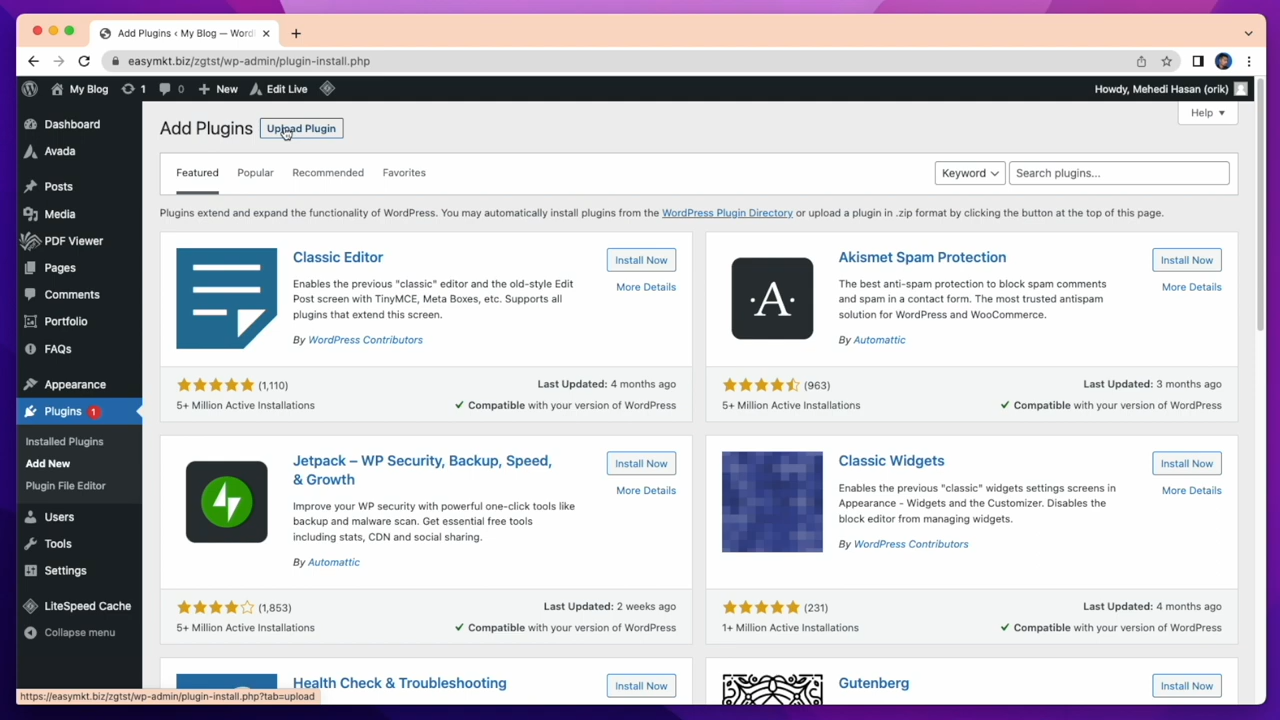 Add Plugins ‹ My Blog — Word
easymkt.biz/zgtst/wp-admin/plugin-install.php
My Blog 1 0 New Edit Live Howdy, Mehedi Hasan (orik)
Dashboard
Avada
Posts
Media
PDF Viewer
Pages
Comments
Portfolio
FAQs
Appearance
Plugins 1
Installed Plugins
Add New
Plugin File Editor
Users
Tools
Settings
LiteSpeed Cache
Collapse menu
Help
Add Plugins Upload Plugin
Featured Popular Recommended Favorites Keyword Search plugins...
Plugins extend and expand the functionality of WordPress. You may automatically install plugins from the WordPress Plugin Directory or upload a plugin in .zip format by clicking the button at the top of this page.
Classic Editor
Install Now
More Details
Enables the previous "classic" editor and the old-style Edit
Post screen with TinyMCE, Meta Boxes, etc. Supports all
plugins that extend this screen.
By WordPress Contributors
(1,110) Last Updated: 4 months ago
5+ Million Active Installations Compatible with your version of WordPress
Akismet Spam Protection
Install Now
More Details
·A·
The best anti-spam protection to block spam comments
and spam in a contact form. The most trusted antispam
solution for WordPress and WooCommerce.
By Automattic
(963) Last Updated: 3 months ago
5+ Million Active Installations Compatible with your version of WordPress
Jetpack – WP Security, Backup, Speed,
& Growth
Install Now
More Details
Improve your WP security with powerful one-click tools like
backup and malware scan. Get essential free tools
including stats, CDN and social sharing.
By Automattic
(1,853) Last Updated: 2 weeks ago
5+ Million Active Installations Compatible with your version of WordPress
Classic Widgets
Install Now
More Details
Enables the previous "classic" widgets settings screens in
Appearance - Widgets and the Customizer. Disables the
block editor from managing widgets.
By WordPress Contributors
(231) Last Updated: 4 months ago
1+ Million Active Installations Compatible with your version of WordPress
Health Check & Troubleshooting
Install Now
Gutenberg
Install Now
https://easymkt.biz/zgtst/wp-admin/plugin-install.php?tab=upload